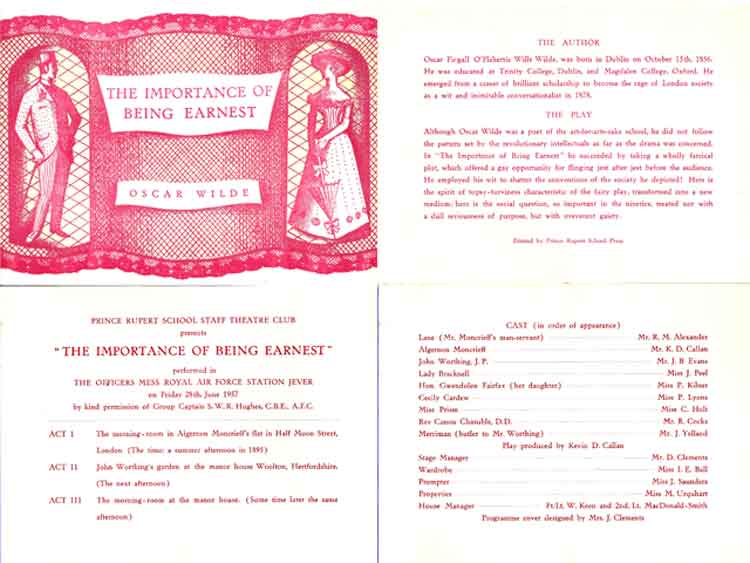 THE IMPORTANCE OF
BEING EARNEST
OSCAR WILDE
THE AUTHOR
Oscar Fingall O'Flahertie Wills Wilde, was born in Dublin on October 15th, 1856.
He was educated at Trinity College, Dublin, and Magdalen College, Oxford. He
emerged from a career of brilliant scholarship to become the rage of London society
as a wit and inimitable conversationalist in 1878.
THE PLAY
Although Oscar Wilde was a poet of the art-for-arts-sake school, he did not follow
the pattern set by the revolutionary intellectuals as far as the drama was concerned.
In "The Importance of Being Earnest" he succeeded by taking a wholly farcical
plot, which offered a gay opportunity for flinging jest after jest before the audience.
He employed his wit to shatter the conventions of the society he depicted! Here is
the spirit of topsy-turviness characteristic of the fairy play, transformed into a new
medium; here is the social question, so important in the nineties, treated not with
a dull seriousness of purpose, but with irreverent gaiety.
Printed by Prince Rupert School Press
PRINCE RUPERT SCHOOL STAFF THEATRE CLUB
presents
"THE IMPORTANCE OF BEING EARNEST"
performed in
THE OFFICERS MESS ROYAL AIR FORCE STATION JEVER
on Friday 28th June 1957
by kind permission of Group Captain S. W. R. Hughes, C.B.E., A.F.C.
ACT I The morning-room in Algernon Moncrieff's flat in Half Moon Street,
London (The time: a summer afternoon in 1895)
ACT II John Worthing's garden at the manor house Woolton, Hertfordshire.
(The next afternoon)
ACT III The morning-room at the manor house. (Some time later the same
afternoon)
CAST (in order of appearance)
Lane (Mr. Moncrieff's man-servant) Mr. R. M. Alexander
Algernon Moncrieff Mr. K. D. Callan
John Worthing, J. P. Mr. J. B Evans
Lady Bracknell Miss J. Peel
Hon. Gwendolen Fairfax (her daughter) Miss P. Kilner
Cecily Cardew Miss P. Lyons
Miss Prism Miss C. Holt
Rev Canon Chasuble, D.D. Mr. R. Cocks
Merriman (butler to Mr. Worthing) Mr. J. Yolland
Play produced by Kevin D. Callan
Stage Manager Mr. D. Clements
Wardrobe Miss I. E. Bull
Prompter Miss J. Saunders
Properties Miss M. Urquhart
House Manager Ft/Lt. W. Keen and 2nd. Lt. MacDonald-Smith
Programme cover designed by Mrs. J. Clements